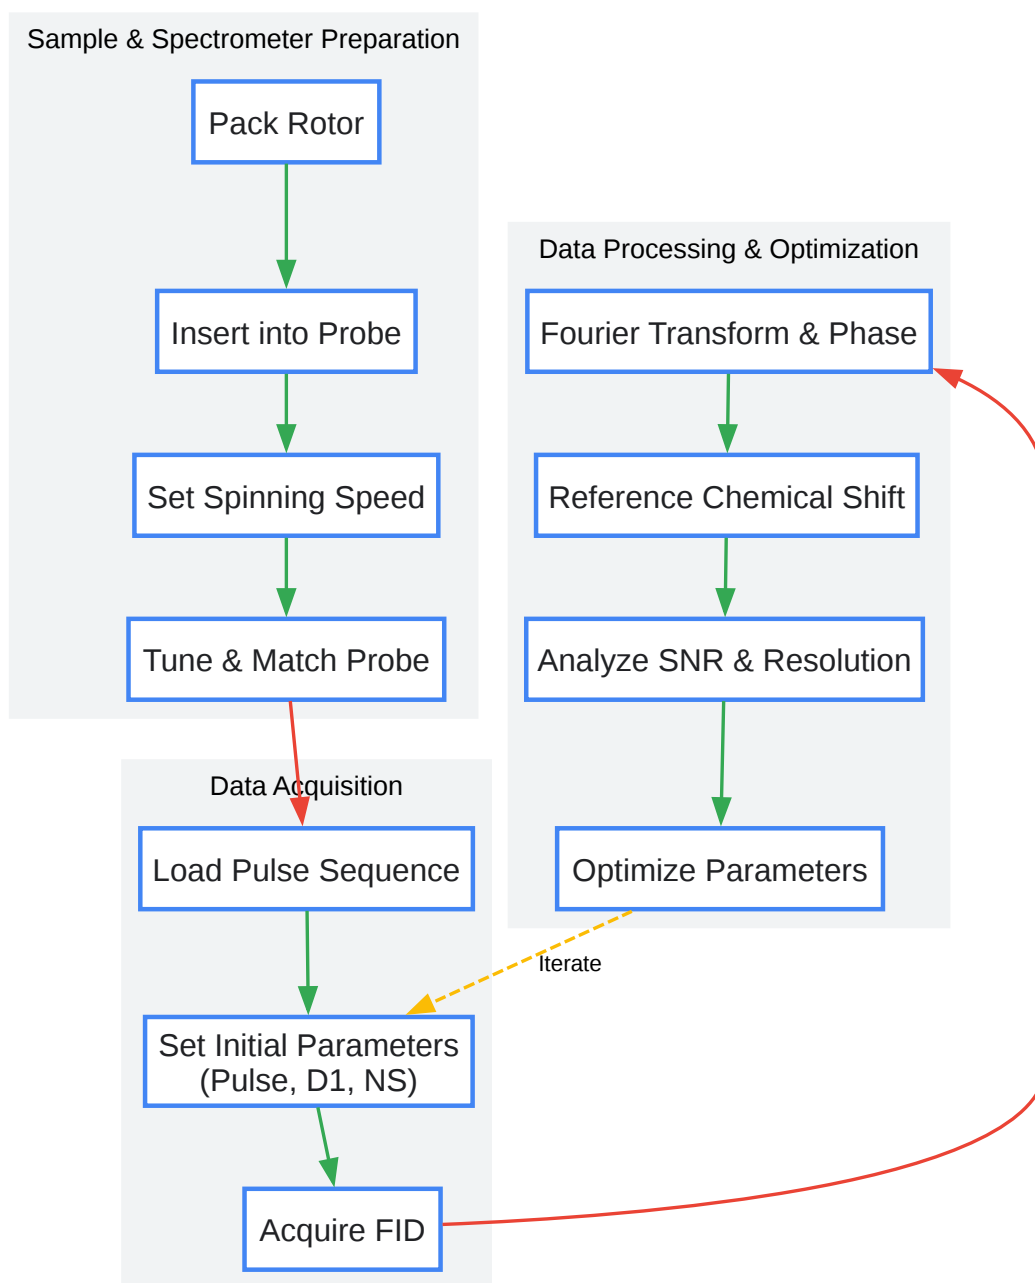 Sample & Spectrometer Preparation
Pack Rotor
Insert into Probe
Set Spinning Speed
Tune & Match Probe
Data Acquisition
Load Pulse Sequence
Set Initial Parameters
(Pulse, D1, NS)
Acquire FID
Data Processing & Optimization
Fourier Transform & Phase
Reference Chemical Shift
Analyze SNR & Resolution
Optimize Parameters
Iterate